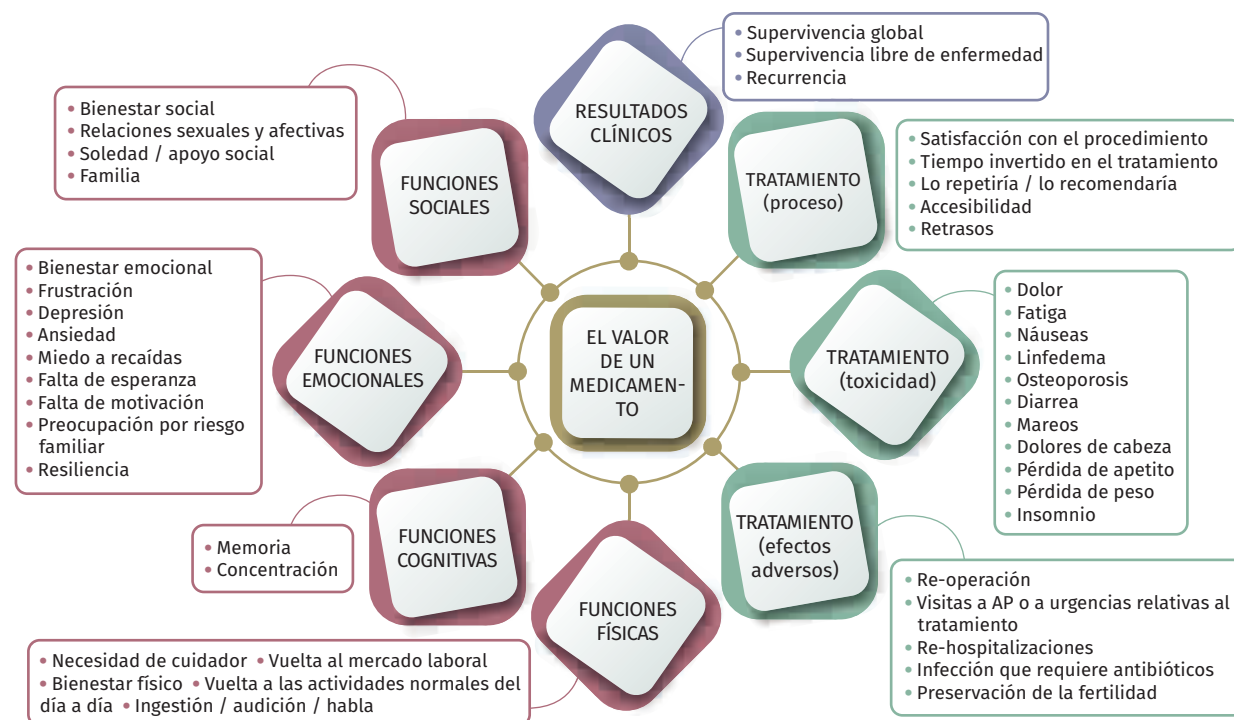 EL VALOR
DE UN
MEDICAMEN-
TO
RESULTADOS
CLÍNICOS
• Supervivencia global
• Supervivencia libre de enfermedad
• Recurrencia
TRATAMIENTO
(proceso)
• Satisfacción con el procedimiento
• Tiempo invertido en el tratamiento
• Lo repetiría / lo recomendaría
• Accesibilidad
• Retrasos
TRATAMIENTO
(toxicidad)
• Dolor
• Fatiga
• Náuseas
• Linfedema
• Osteoporosis
• Diarrea
• Mareos
• Dolores de cabeza
• Pérdida de apetito
• Pérdida de peso
• Insomnio
TRATAMIENTO
(efectos
adversos)
• Re-operación
• Visitas a AP o a urgencias relativas al
tratamiento
• Re-hospitalizaciones
• Infección que requiere antibióticos
• Preservación de la fertilidad
FUNCIONES
FÍSICAS
• Necesidad de cuidador • Vuelta al mercado laboral
• Bienestar físico • Vuelta a las actividades normales del
día a día • Ingestión / audición / habla
FUNCIONES
COGNITIVAS
• Memoria
• Concentración
FUNCIONES
EMOCIONALES
• Bienestar emocional
• Frustración
• Depresión
• Ansiedad
• Miedo a recaídas
• Falta de esperanza
• Falta de motivación
• Preocupación por riesgo
familiar
• Resiliencia
FUNCIONES
SOCIALES
• Bienestar social
• Relaciones sexuales y afectivas
• Soledad / apoyo social
• Familia